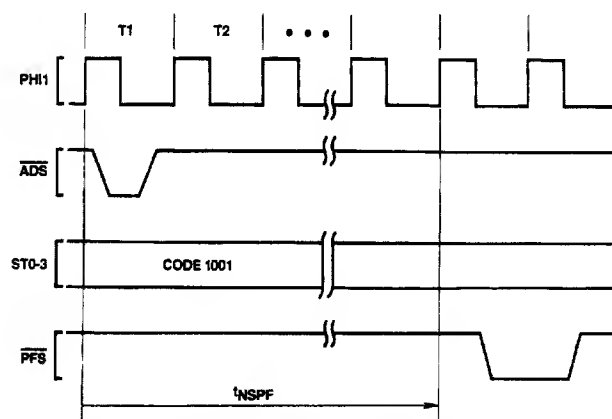 T1 T2 • • •
PHI1
ADS
ST0-3 CODE 1001
PFS
tNSPF